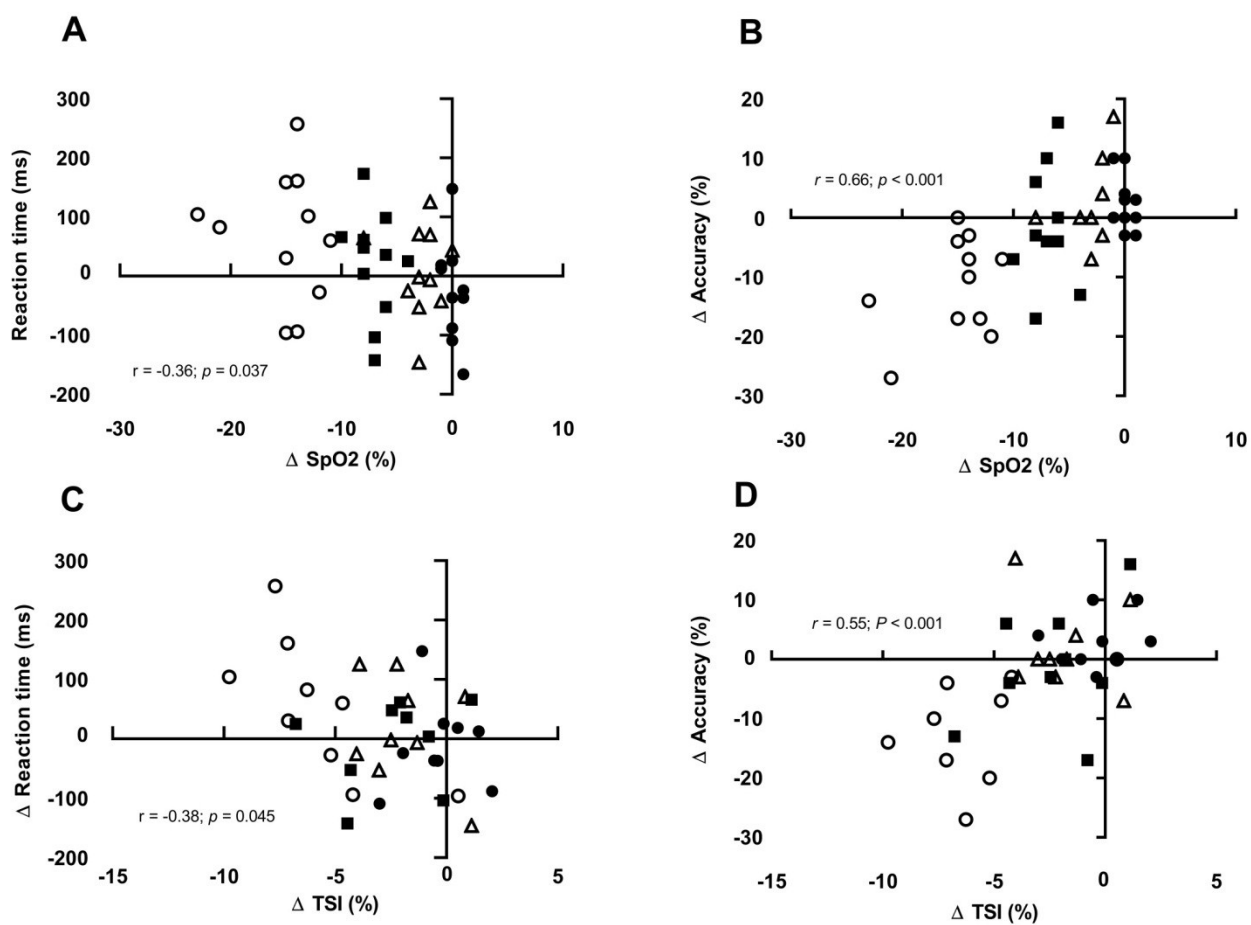 A
300
200
100
0
-100
-200
Reaction time (ms)
r = -0.36; p = 0.037
-30
-20
-10
0
10
Δ SpO2 (%)
B
20
10
0
-10
-20
-30
Δ Accuracy (%)
r = 0.66; p < 0.001
-30
-20
-10
0
10
Δ SpO2 (%)
C
300
200
100
0
-100
-200
Δ Reaction time (ms)
r = -0.38; p = 0.045
-15
-10
-5
0
5
Δ TSI (%)
D
20
10
0
-10
-20
-30
Δ Accuracy (%)
r = 0.55; P < 0.001
-15
-10
-5
0
5
Δ TSI (%)